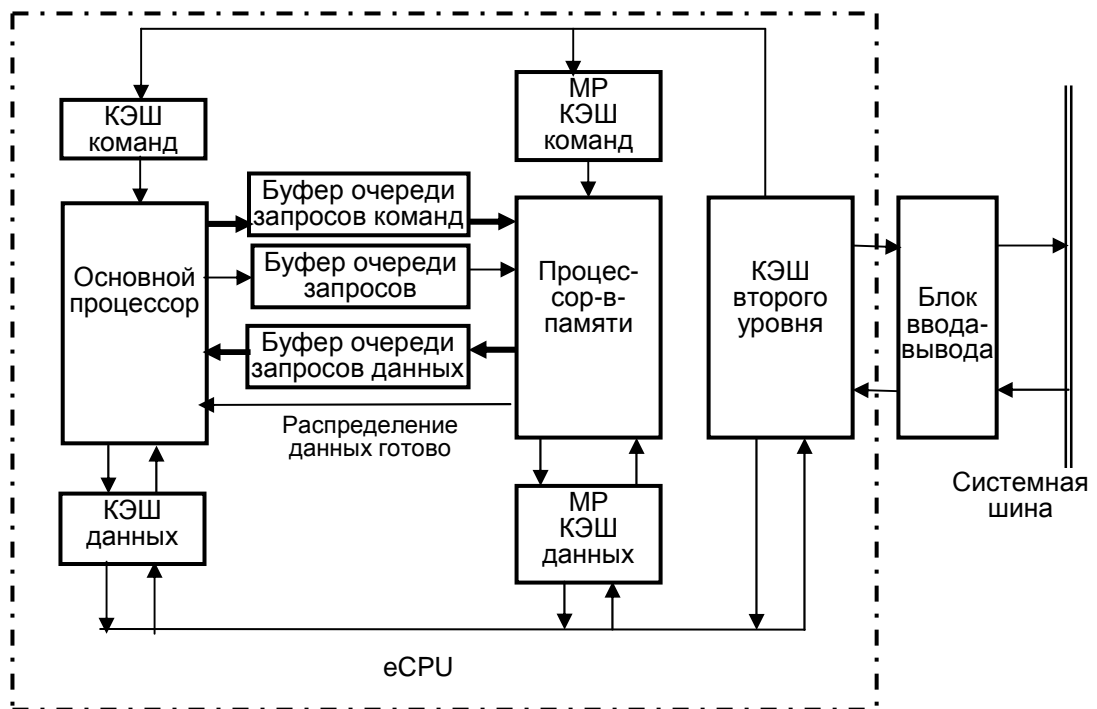 КЭШ
команд
МР
КЭШ
команд
Буфер очереди
запросов команд
Основной
процессор
Буфер очереди
запросов
Процес-
сор-в-
памяти
КЭШ
второго
уровня
Блок
ввода-
вывода
Буфер очереди
запросов данных
Распределение
данных готово
Системная
шина
КЭШ
данных
МР
КЭШ
данных
eCPU